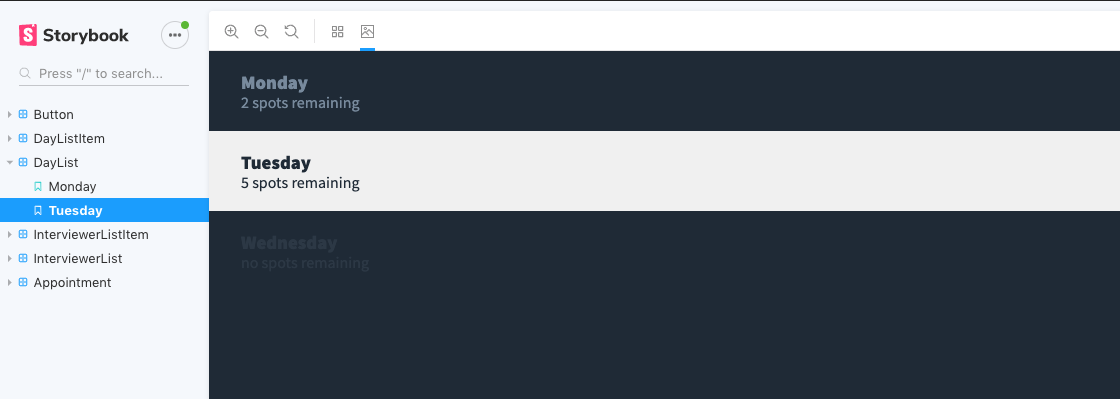 Storybook
Press "/" to search...
Button
DayListItem
DayList
Monday
Tuesday
InterviewerListItem
InterviewerList
Appointment
Monday
2 spots remaining
Tuesday
5 spots remaining
Wednesday
no spots remaining